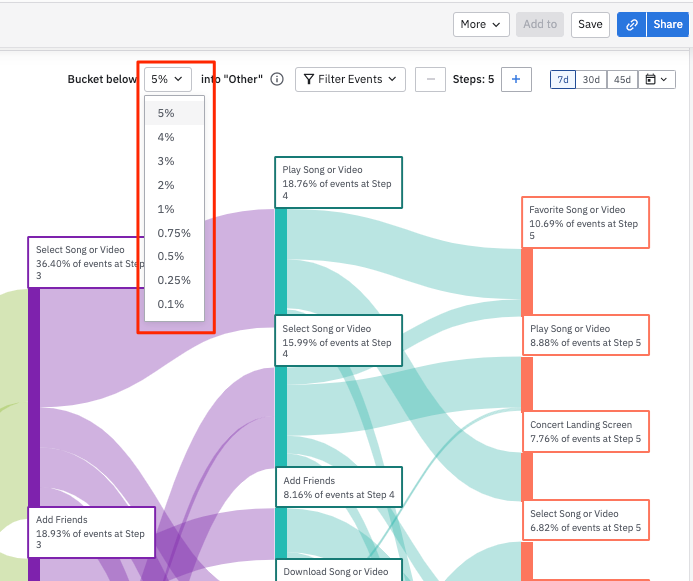 More
Add to
Save
Share
Bucket below
5%
into "Other"
Filter Events
Steps: 5
7d
30d
45d
5%
4%
3%
2%
1%
0.75%
0.5%
0.25%
0.1%
Select Song or Video
36.40% of events at Step
3
Add Friends
18.93% of events at Step
3
Play Song or Video
18.76% of events at Step
4
Select Song or Video
15.99% of events at Step
4
Add Friends
8.16% of events at Step 4
Download Song or Video
Favorite Song or Video
10.69% of events at Step
5
Play Song or Video
8.88% of events at Step 5
Concert Landing Screen
7.76% of events at Step 5
Select Song or Video
6.82% of events at Step 5